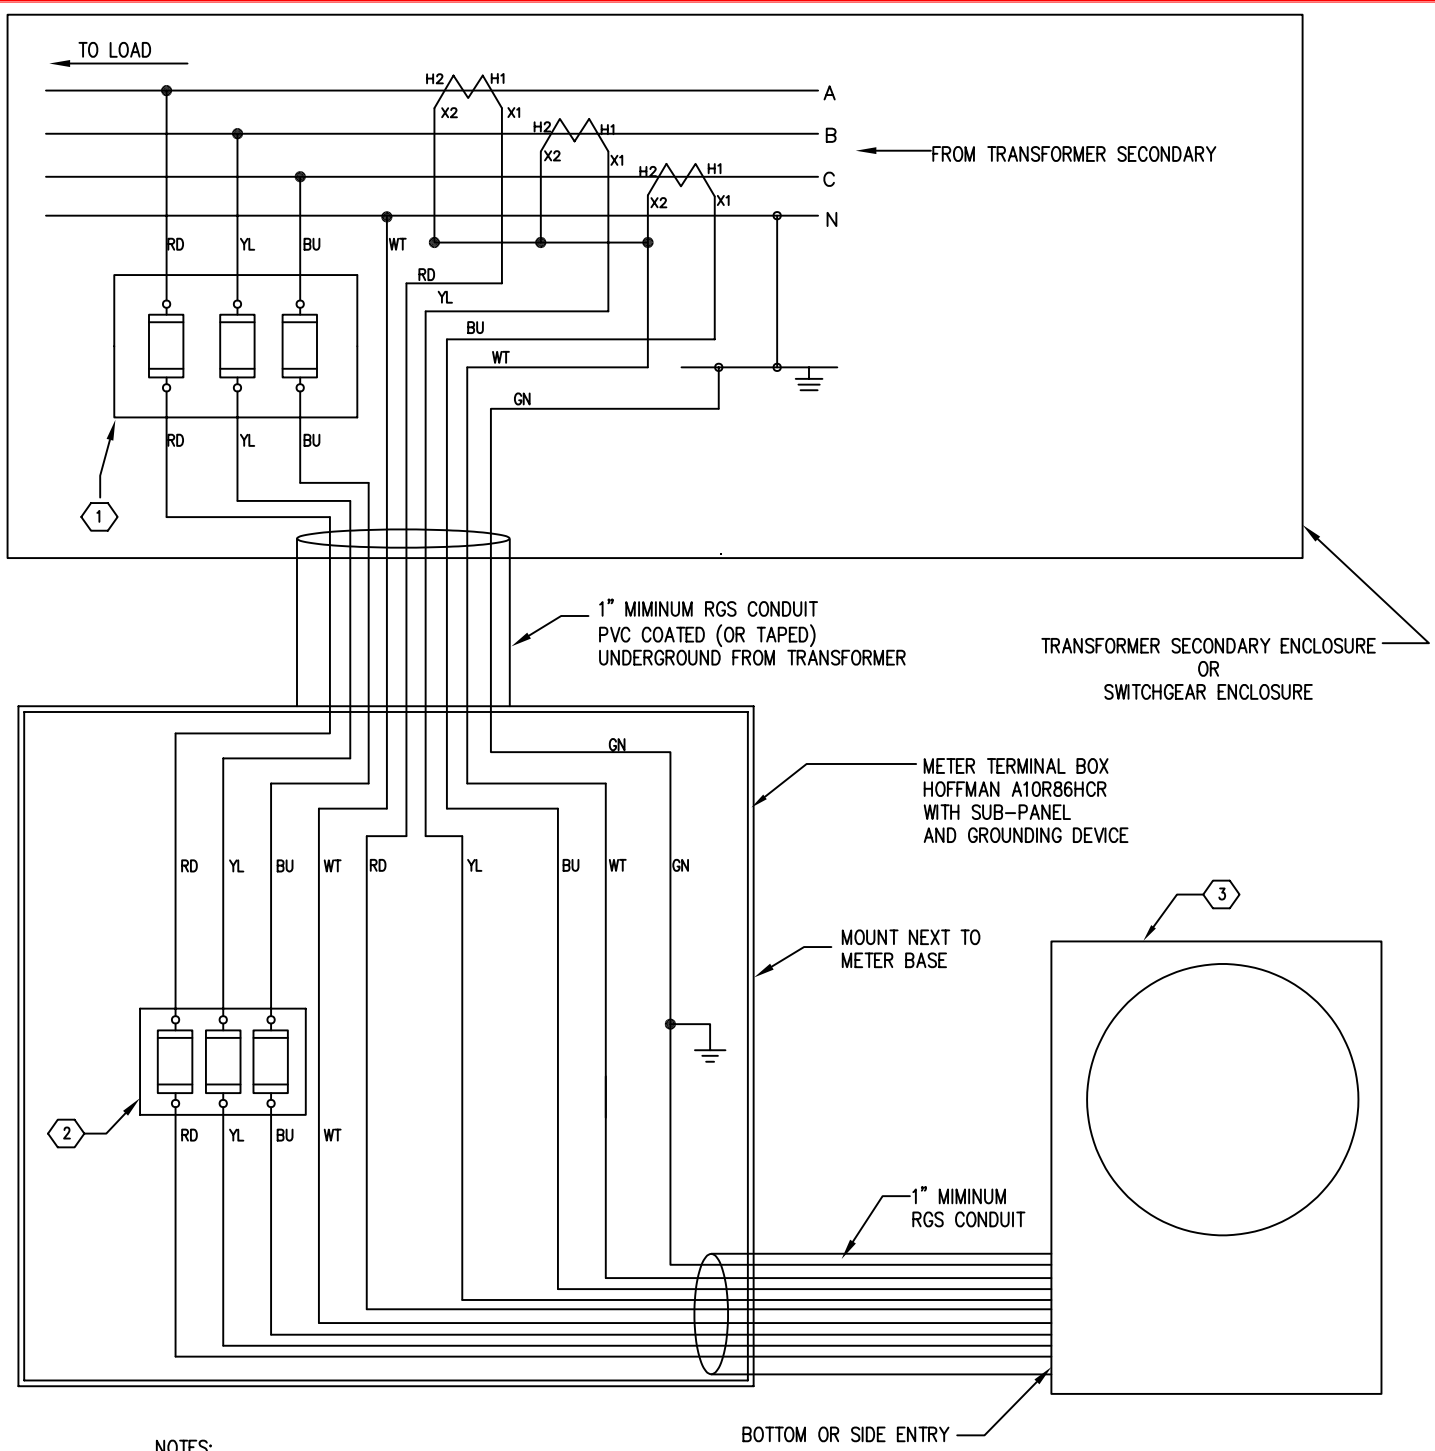 TO LOAD
H2 H1
A
X2 X1
H2 H1
B
X2 X1
FROM TRANSFORMER SECONDARY
H2 H1
C
X2 X1
N
RD YL BU WT
RD
YL
BU
WT
GN
RD YL BU
1
1" MIMINUM RGS CONDUIT
PVC COATED (OR TAPED)
UNDERGROUND FROM TRANSFORMER
TRANSFORMER SECONDARY ENCLOSURE
OR
SWITCHGEAR ENCLOSURE
GN
METER TERMINAL BOX
HOFFMAN A10R86HCR
WITH SUB-PANEL
AND GROUNDING DEVICE
RD YL BU WT RD YL BU WT GN
3
MOUNT NEXT TO
METER BASE
2
RD YL BU WT
1" MIMINUM
RGS CONDUIT
BOTTOM OR SIDE ENTRY
NOTES: